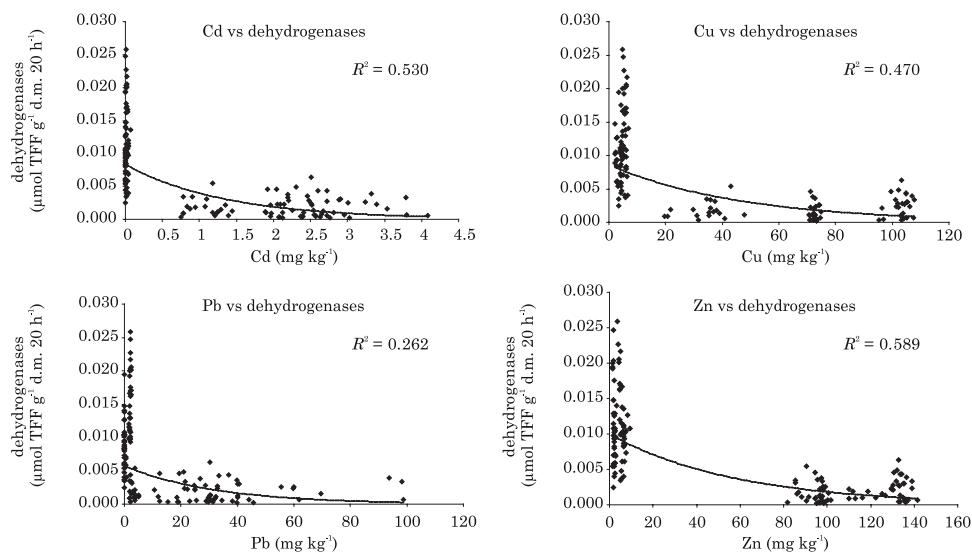 Cd vs dehydrogenases
R² = 0.530
dehydrogenases
(µmol TFF g⁻¹ d.m. 20 h⁻¹)
0.030
0.025
0.020
0.015
0.010
0.005
0.000
0 0.5 1 1.5 2 2.5 3 3.5 4 4.5
Cd (mg kg⁻¹)
Cu vs dehydrogenases
R² = 0.470
0.030
0.025
0.020
0.015
0.010
0.005
0.000
0 20 40 60 80 100 120
Cu (mg kg⁻¹)
Pb vs dehydrogenases
R² = 0.262
dehydrogenases
(µmol TFF g⁻¹ d.m. 20 h⁻¹)
0.030
0.025
0.020
0.015
0.010
0.005
0.000
0 20 40 60 80 100 120
Pb (mg kg⁻¹)
Zn vs dehydrogenases
R² = 0.589
dehydrogenases
(µmol TFF g⁻¹ d.m. 20 h⁻¹)
0.030
0.025
0.020
0.015
0.010
0.005
0.000
0 20 40 60 80 100 120 140 160
Zn (mg kg⁻¹)